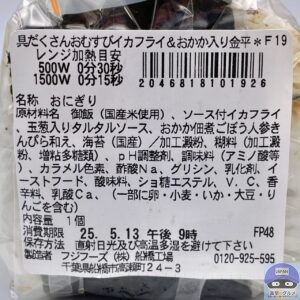 具だくさんおむすびイカフライ&おかか入り金平＊F19
レンジ加熱目安
500W 0分30秒
1500W 0分15秒
2046818101926
名称 おにぎり
原材料名 御飯（国産米使用）、ソース付イカフライ、
玉葱入りタルタルソース、おかか佃煮ごぼう人参き
んぴら和え、海苔（国産）／加工澱粉、糊料（加工澱
粉、増粘多糖類）、pH調整剤、調味料（アミノ酸等
）、カラメル色素、酢酸Na、グリシン、乳化剤、イ
ーストフード、酸味料、ショ糖エステル、V.C、香
辛料、乳酸Ca、（一部に卵・小麦・いか・大豆・り
んごを含む）
内容量 1個
消費期限 25. 5.13 午後 9時 FP48
保存方法 直射日光及び高温多湿を避けて下さい
製造者 フジフーズ（株）船橋工場 0120-925-595
千葉県船橋市高瀬町24-3